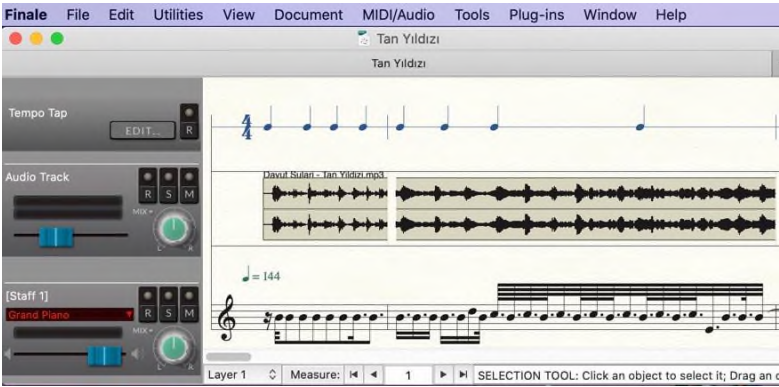 Finale File Edit Utilities View Document MIDI/Audio Tools Plug-ins Window Help
Tan Yıldızı
Tan Yıldızı
Tempo Tap
EDIT... R
Audio Track
R S M
MIX
L R
Davut Sulari - Tan Yildizi.mp3
= 144
[Staff 1]
Grand Piano
R S M
MIX
L R
Layer 1 Measure: 1 SELECTION TOOL: Click an object to select it; Drag an